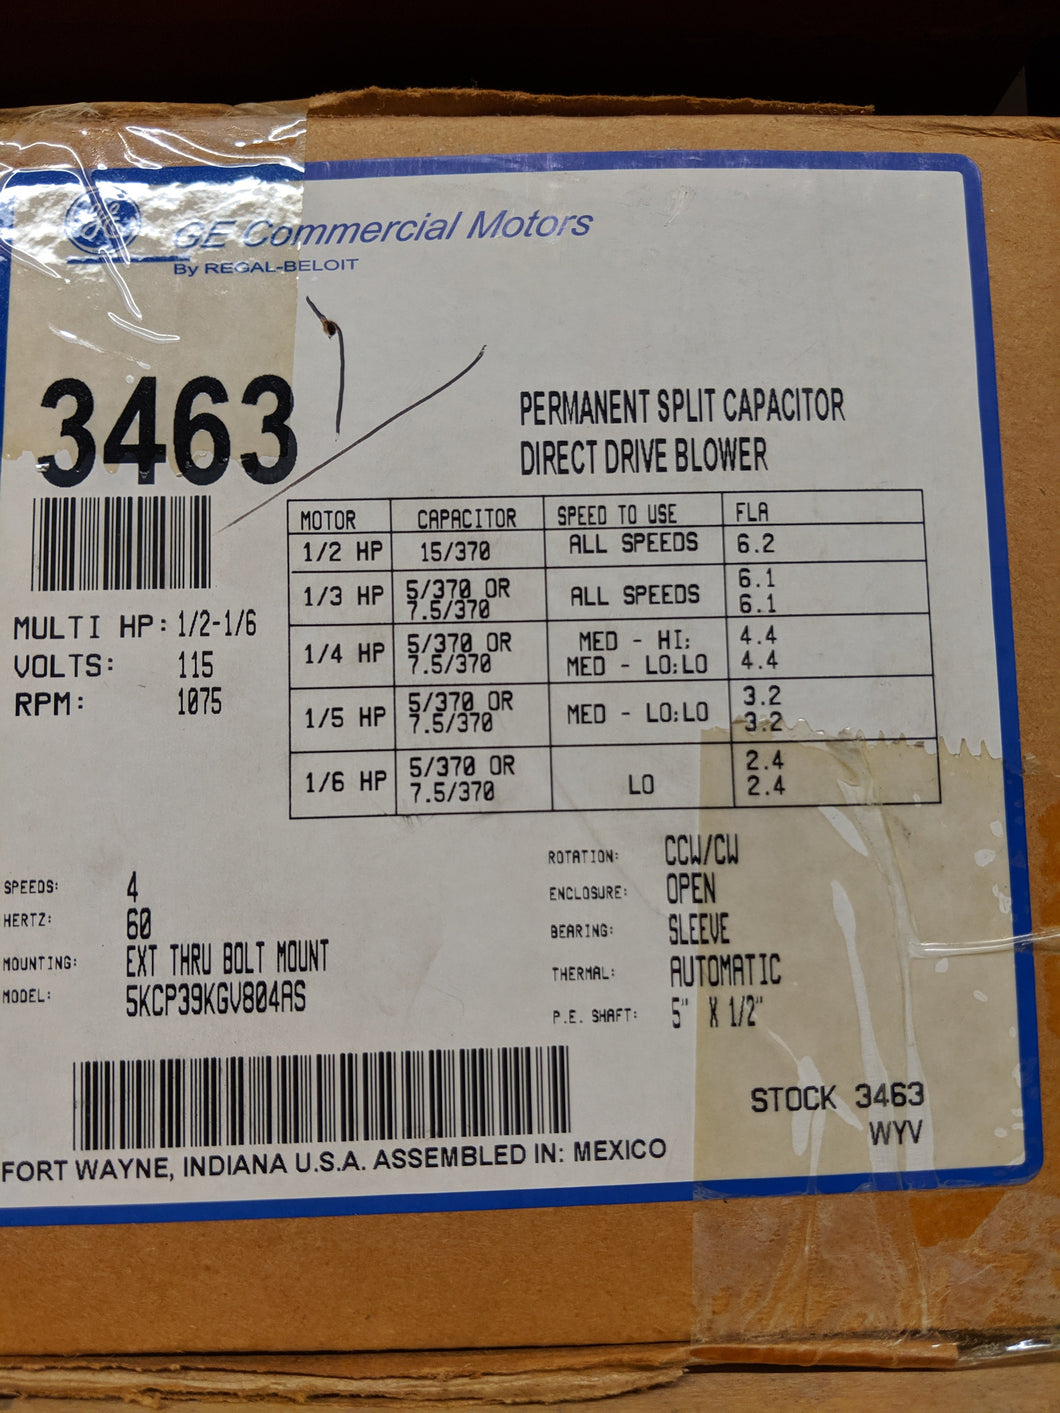 GE Commercial Motors
By REGAL-BELOIT
3463
PERMANENT SPLIT CAPACITOR
DIRECT DRIVE BLOWER
MULTI HP: 1/2-1/6
VOLTS: 115
RPM: 1075
MOTOR CAPACITOR SPEED TO USE FLA
1/2 HP 15/370 ALL SPEEDS 6.2
1/3 HP 5/370 OR ALL SPEEDS 6.1
7.5/370 6.1
1/4 HP 5/370 OR MED - HI; 4.4
7.5/370 MED - LO;LO 4.4
1/5 HP 5/370 OR MED - LO;LO 3.2
7.5/370 3.2
1/6 HP 5/370 OR LO 2.4
7.5/370 2.4
SPEEDS: 4
HERTZ: 60
MOUNTING: EXT THRU BOLT MOUNT
MODEL: 5KCP39KGV804AS
ROTATION: CCW/CW
ENCLOSURE: OPEN
BEARING: SLEEVE
THERMAL: AUTOMATIC
P.E. SHAFT: 5" X 1/2"
STOCK 3463
WYV
FORT WAYNE, INDIANA U.S.A. ASSEMBLED IN: MEXICO